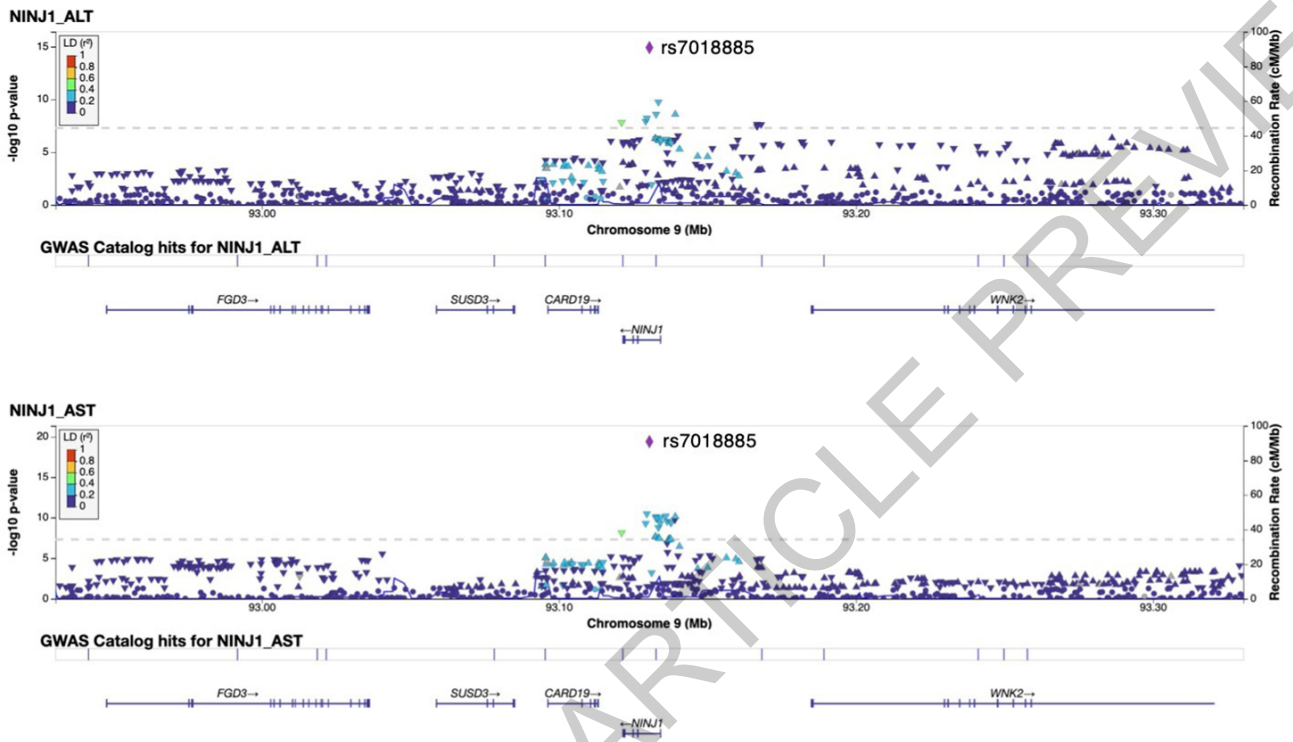 NINJ1_ALT
LD (r²)
1
0.8
0.6
0.4
0.2
0
15
10
5
0
-log10 p-value
rs7018885
100
80
60
40
20
0
Recombination Rate (cM/Mb)
93.00 93.10 93.20 93.30
Chromosome 9 (Mb)
GWAS Catalog hits for NINJ1_ALT
FGD3→ SUSD3→ CARD19→ WNK2→
←NINJ1
NINJ1_AST
LD (r²)
1
0.8
0.6
0.4
0.2
0
20
15
10
5
0
-log10 p-value
rs7018885
100
80
60
40
20
0
Recombination Rate (cM/Mb)
93.00 93.10 93.20 93.30
Chromosome 9 (Mb)
GWAS Catalog hits for NINJ1_AST
FGD3→ SUSD3→ CARD19→ WNK2→
←NINJ1
ARTICLE PREVIE